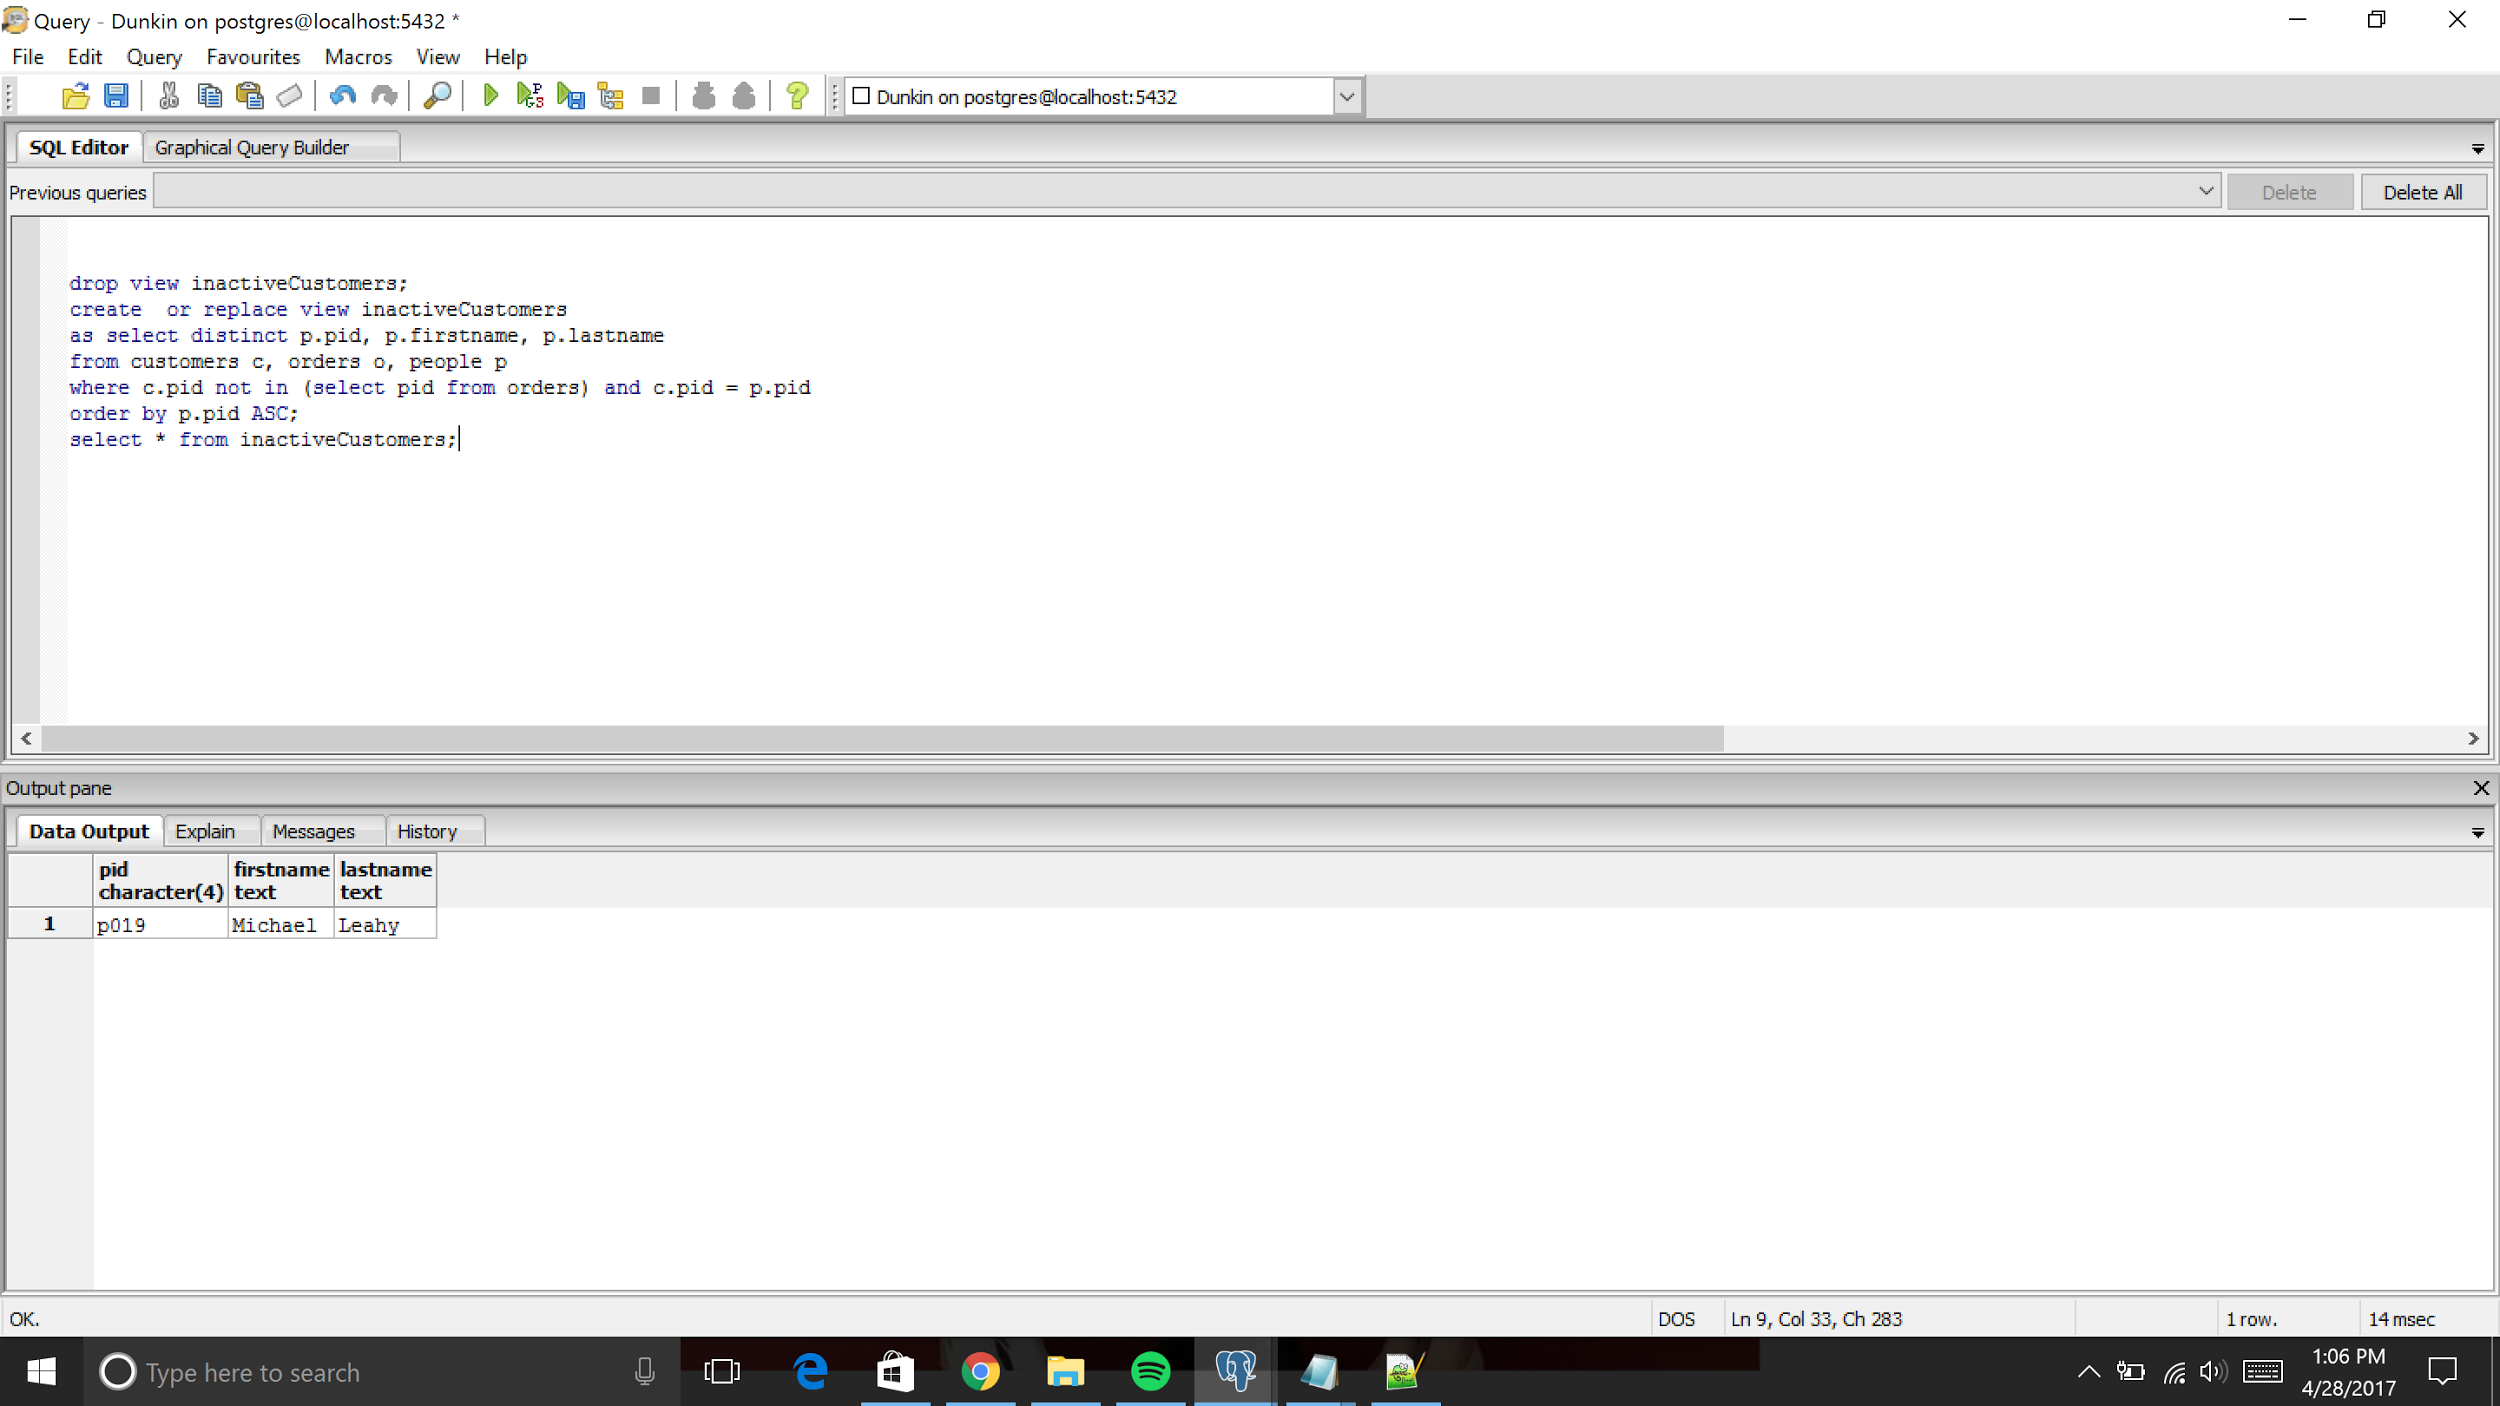 Query - Dunkin on postgres@localhost:5432 *
File Edit Query Favourites Macros View Help
Dunkin on postgres@localhost:5432
SQL Editor Graphical Query Builder
Previous queries Delete Delete All
drop view inactiveCustomers;
create  or replace view inactiveCustomers
as select distinct p.pid, p.firstname, p.lastname
from customers c, orders o, people p
where c.pid not in (select pid from orders) and c.pid = p.pid
order by p.pid ASC;
select * from inactiveCustomers;
Output pane
Data Output Explain Messages History
pid firstname lastname
character(4) text text
1 p019 Michael Leahy
OK. DOS Ln 9, Col 33, Ch 283 1 row. 14 msec
Type here to search
1:06 PM
4/28/2017